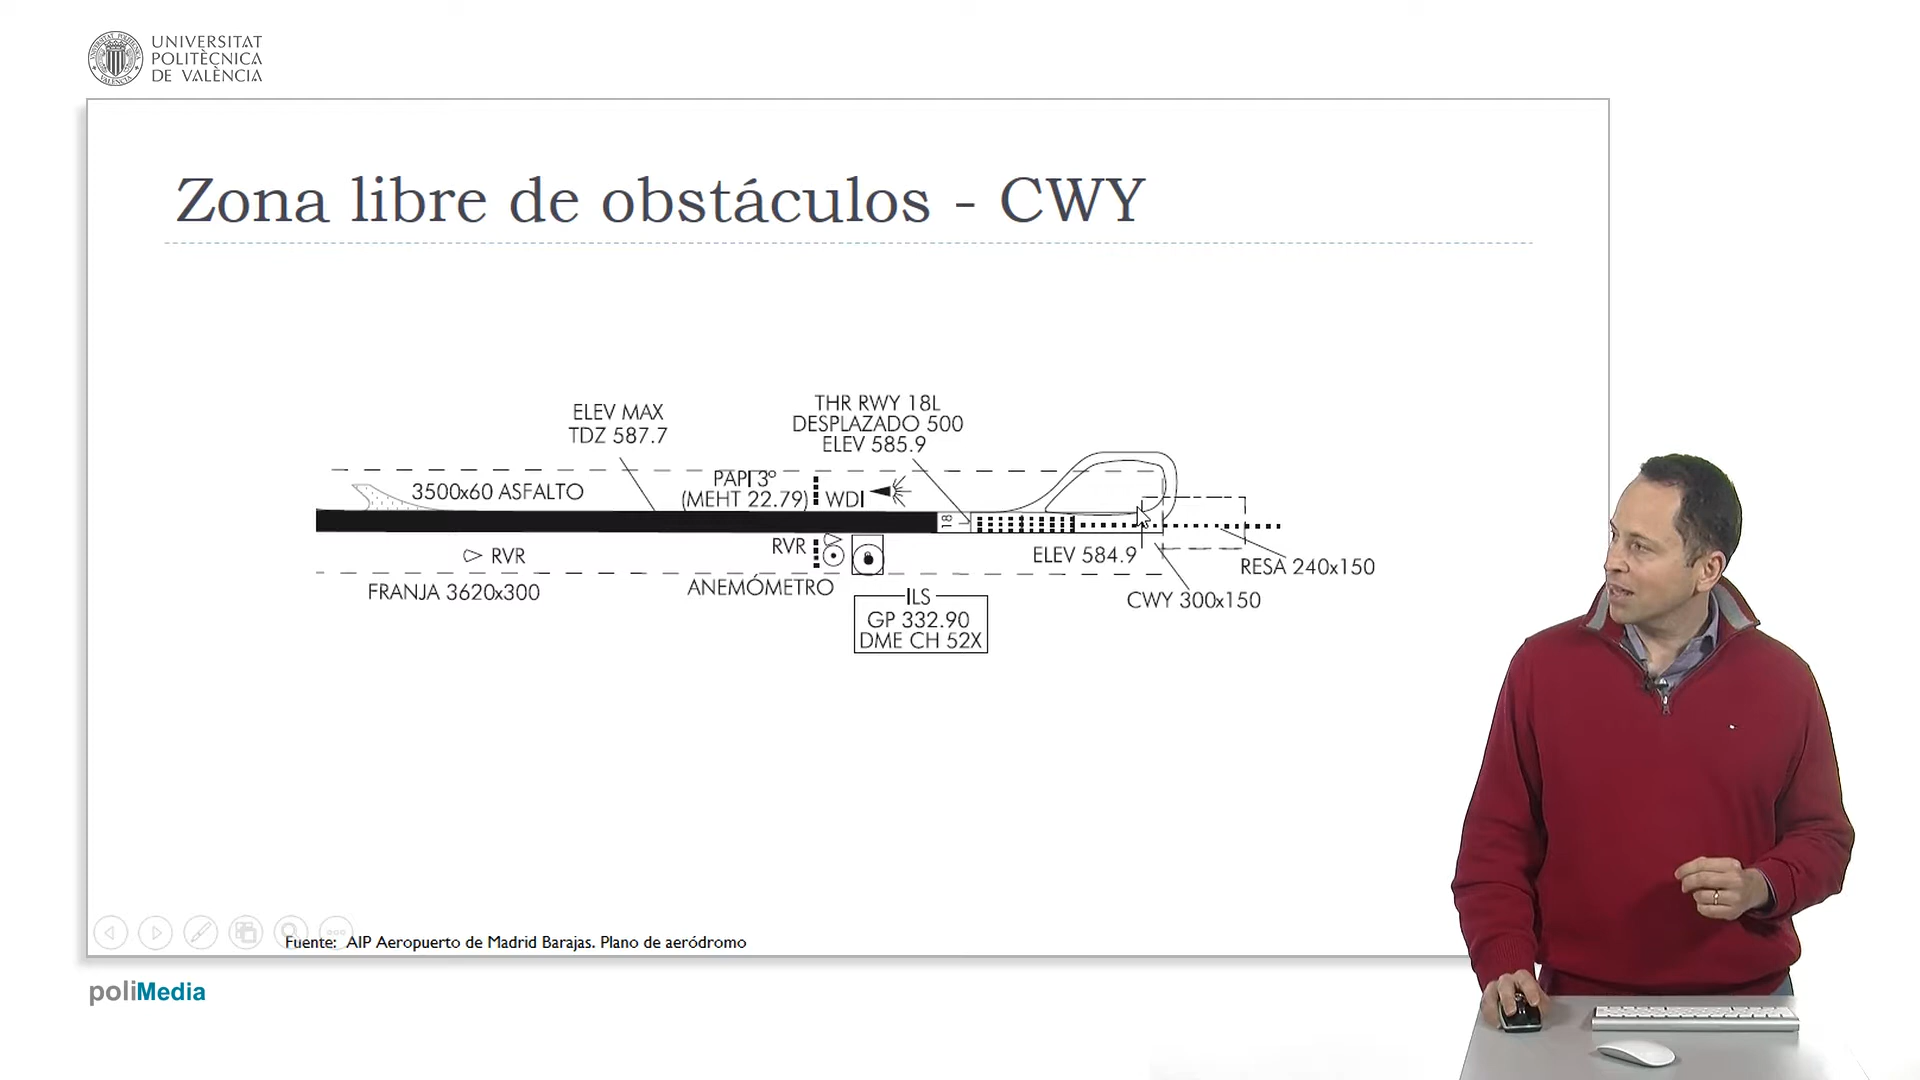 UNIVERSITAT
POLITÈCNICA
DE VALÈNCIA
Zona libre de obstáculos - CWY
ELEV MAX
TDZ 587.7
THR RWY 18L
DESPLAZADO 500
ELEV 585.9
3500x60 ASFALTO
PAPI 3º
(MEHT 22.79)
WDI
18
RVR
RVR
ELEV 584.9
RESA 240x150
FRANJA 3620x300
ANEMÓMETRO
CWY 300x150
ILS
GP 332.90
DME CH 52X
Fuente: AIP Aeropuerto de Madrid Barajas. Plano de aeródromo
poliMedia